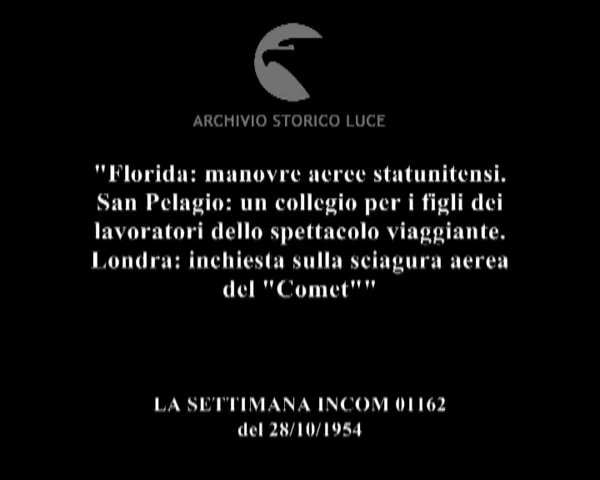 ARCHIVIO STORICO LUCE
"Florida: manovre aeree statunitensi.
San Pelagio: un collegio per i figli dei
lavoratori dello spettacolo viaggiante.
Londra: inchiesta sulla sciagura aerea
del "Comet""
LA SETTIMANA INCOM 01162
del 28/10/1954